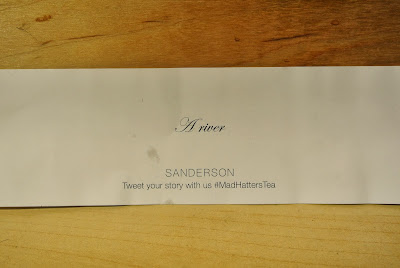 A river
SANDERSON
Tweet your story with us #MadHattersTea